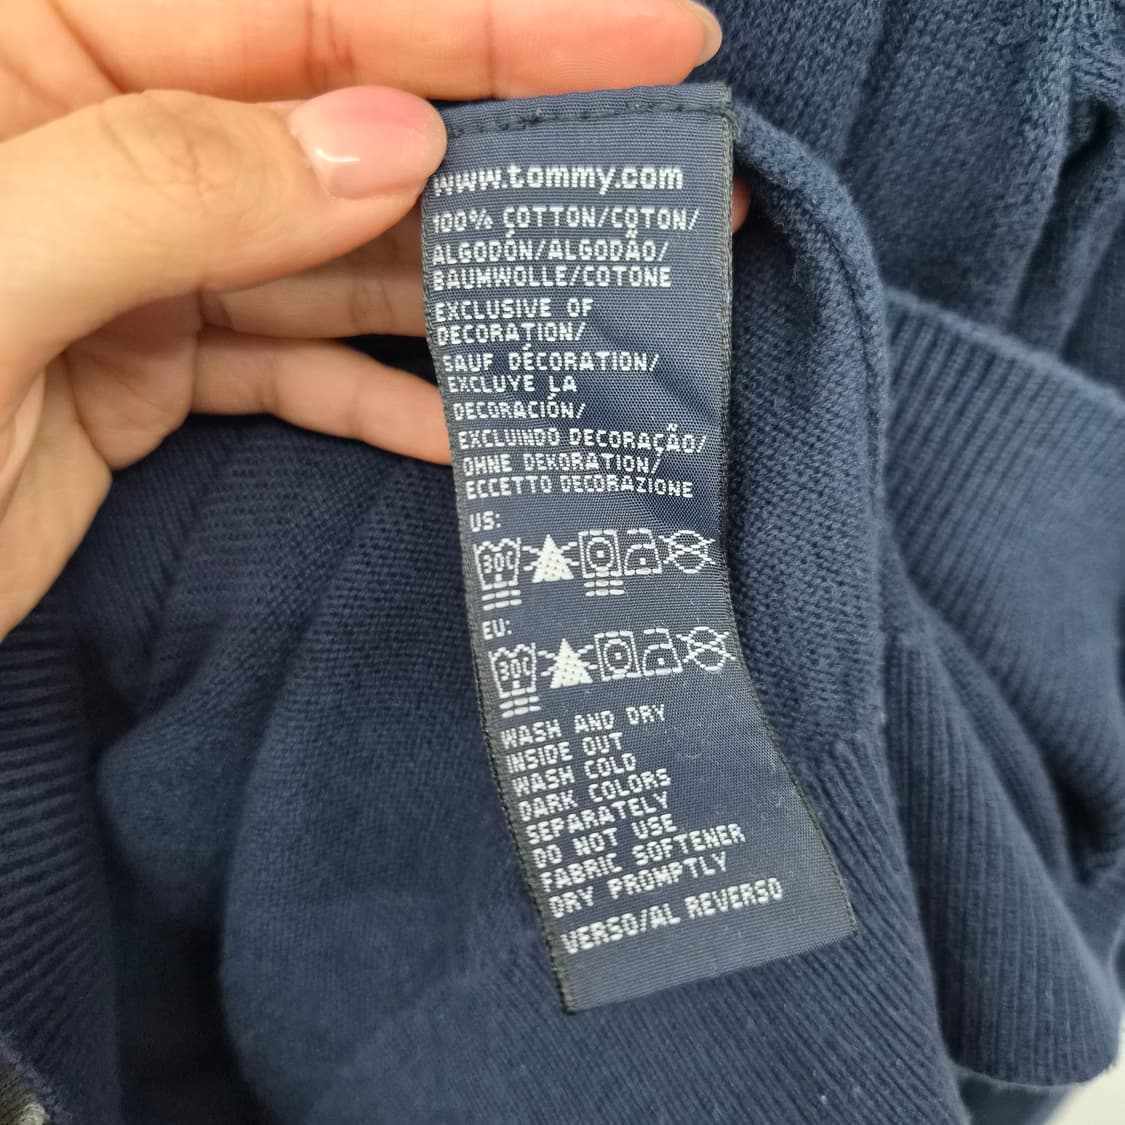 www.tommy.com
100% COTTON/COTON/
ALGODÓN/ALGODÃO/
BAUMWOLLE/COTONE
EXCLUSIVE OF
DECORATION/
SAUF DÉCORATION/
EXCLUYE LA
DECORACIÓN/
EXCLUINDO DECORAÇÃO/
OHNE DEKORATION/
ECCETTO DECORAZIONE
US:
30C
EU:
30C
WASH AND DRY
INSIDE OUT
WASH COLD
DARK COLORS
SEPARATELY
DO NOT USE
FABRIC SOFTENER
DRY PROMPTLY
VERSO/AL REVERSO